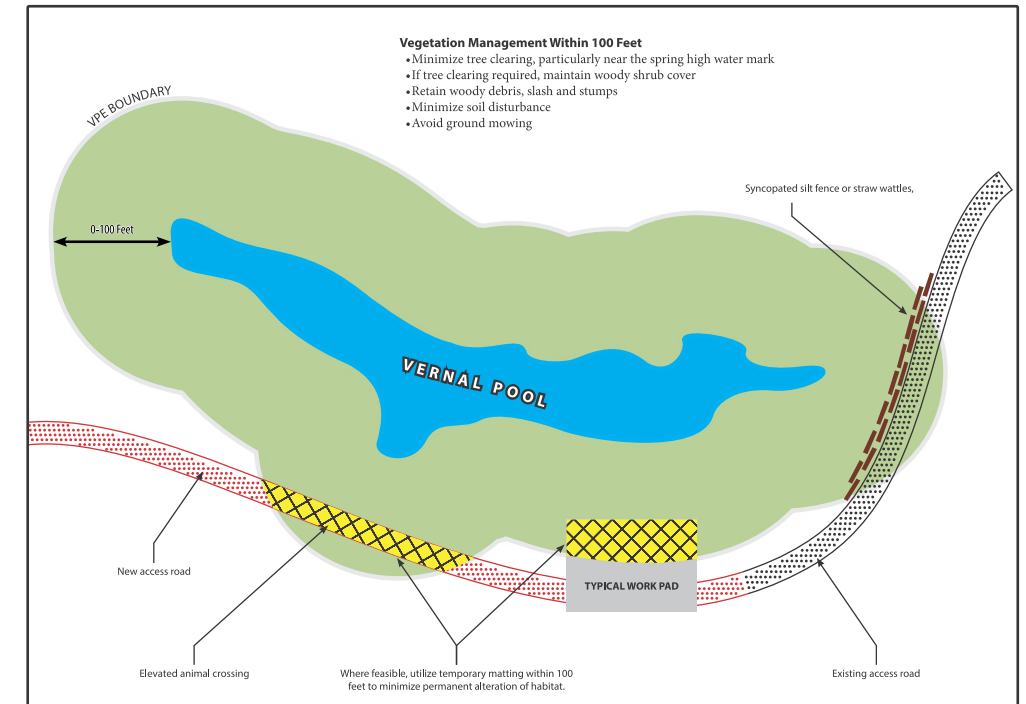 Vegetation Management Within 100 Feet
•Minimize tree clearing, particularly near the spring high water mark
•If tree clearing required, maintain woody shrub cover
•Retain woody debris, slash and stumps
•Minimize soil disturbance
•Avoid ground mowing
VPE BOUNDARY
Syncopated silt fence or straw wattles,
0-100 Feet
VERNAL POOL
New access road
TYPICAL WORK PAD
Elevated animal crossing
Where feasible, utilize temporary matting within 100
feet to minimize permanent alteration of habitat.
Existing access road